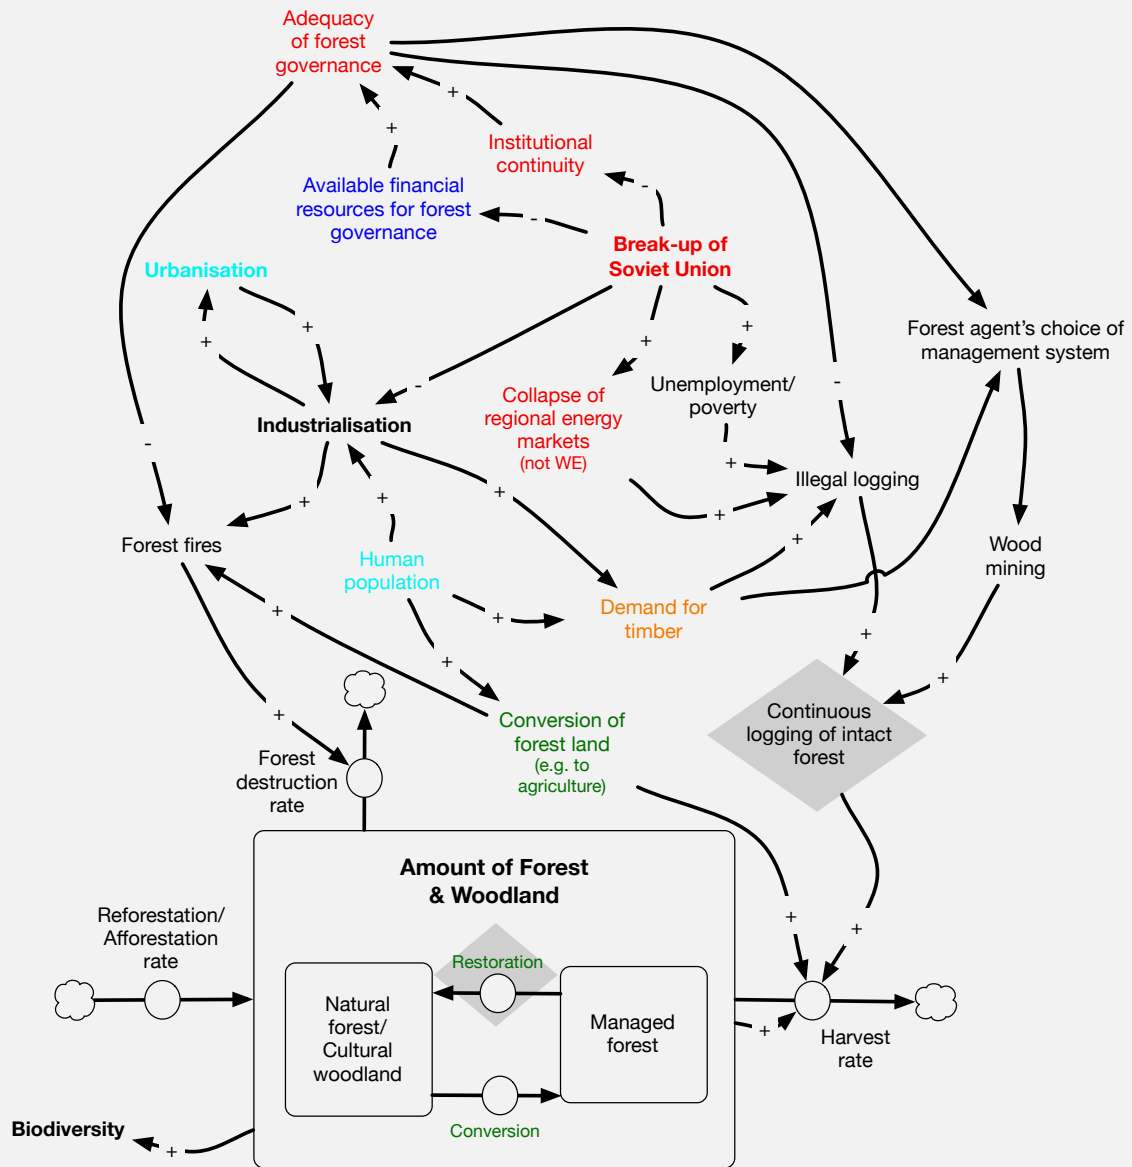 Adequacy
of forest
governance
+
Institutional
continuity
+
Available financial
resources for forest
governance
-
-
Break-up of
Soviet Union
Urbanisation
+
+
Forest agent’s choice of
management system
+
+
Unemployment/
poverty
-
-
Collapse of
regional energy
markets
(not WE)
Industrialisation
-
+
Illegal logging
+
+
+
+
+
Forest fires
Wood
mining
Human
population
+
Demand for
timber
+
+
+
+
+
Continuous
logging of intact
forest
Conversion of
forest land
(e.g. to
agriculture)
+
Forest
destruction
rate
Amount of Forest
& Woodland
+
+
Reforestation/
Afforestation
rate
Restoration
Natural
forest/
Cultural
woodland
Managed
forest
+
Harvest
rate
Conversion
Biodiversity
+